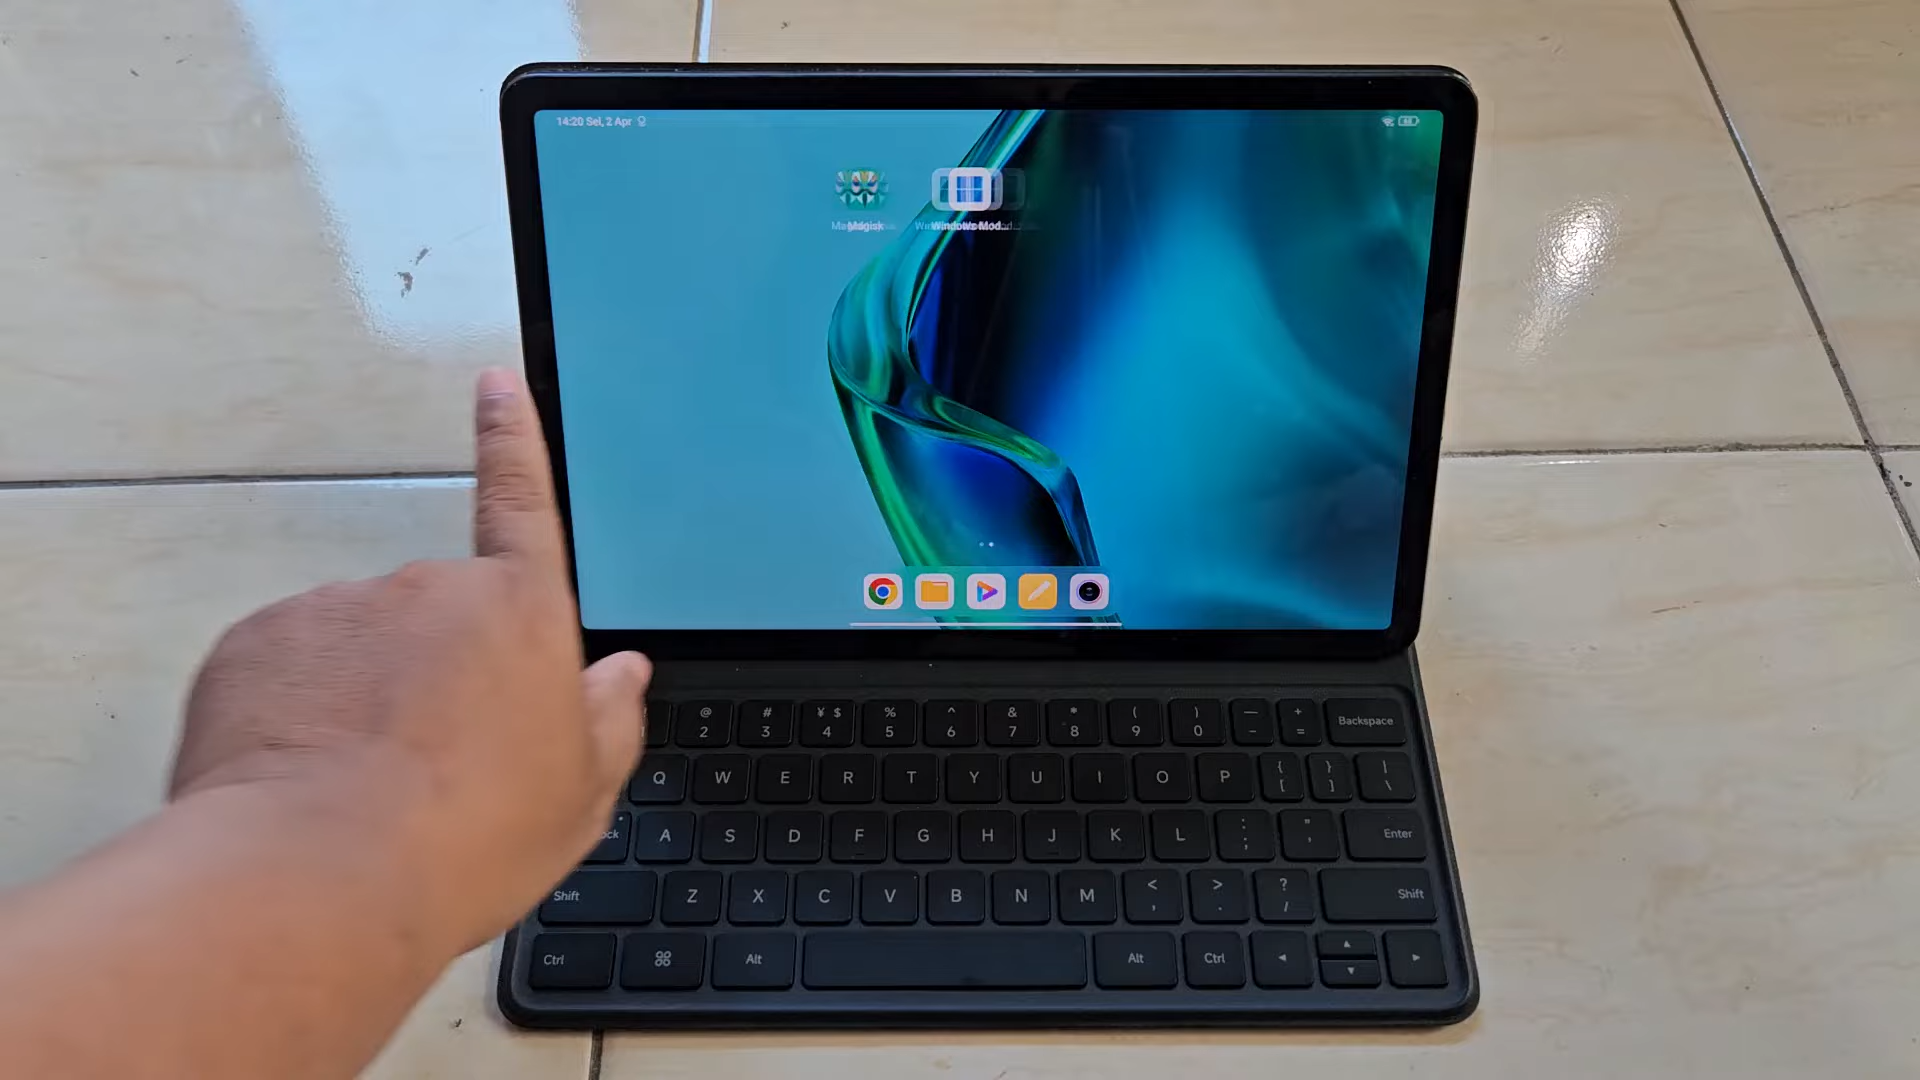 14:20 Sel, 2 Apr
68
Magisk
Windows Mod...
@ # ¥ $ % ^ & * ( ) — +
2 3 4 5 6 7 8 9 0 - = Backspace
{ } |
Q W E R T Y U I O P [ ] \
: "
A S D F G H J K L ; ' Enter
< > ?
Shift Z X C V B N M , . / Shift
Ctrl ⌘ Alt Alt Ctrl ◄ ▲ ▼ ►